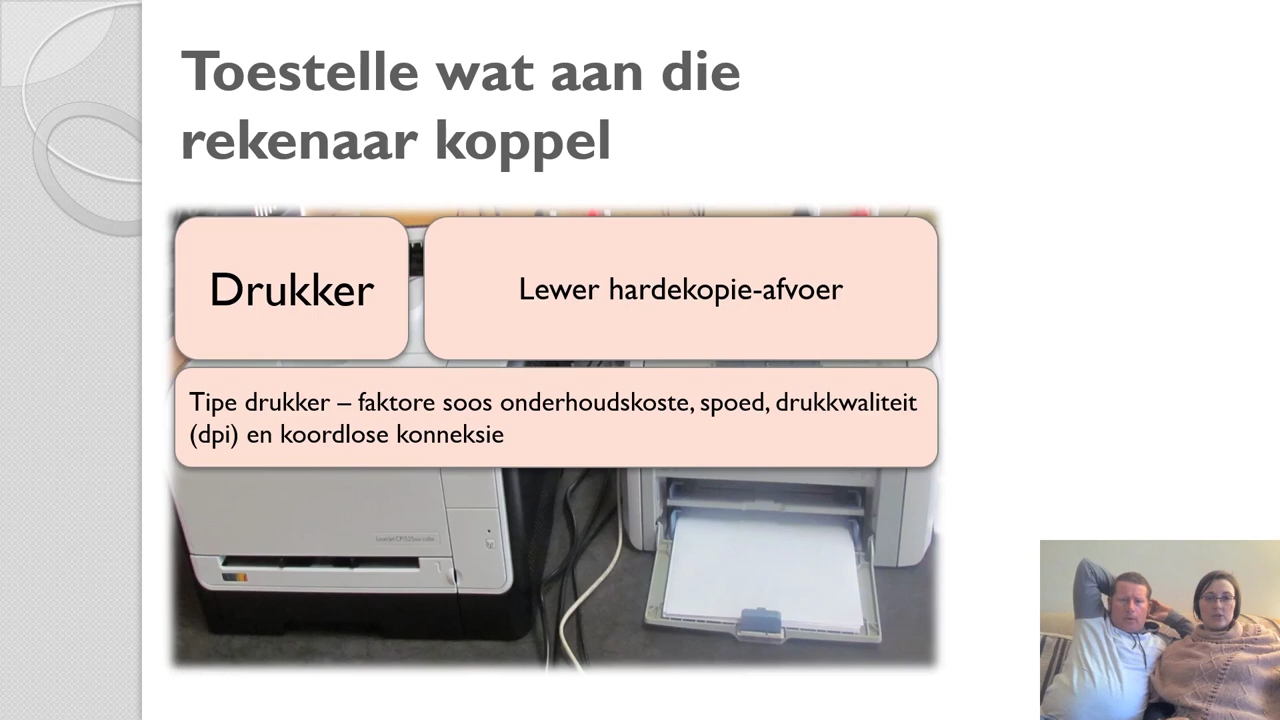 Toestelle wat aan die
rekenaar koppel
Drukker
Lewer hardekopie-afvoer
Tipe drukker – faktore soos onderhoudskoste, spoed, drukkwaliteit
(dpi) en koordlose konneksie